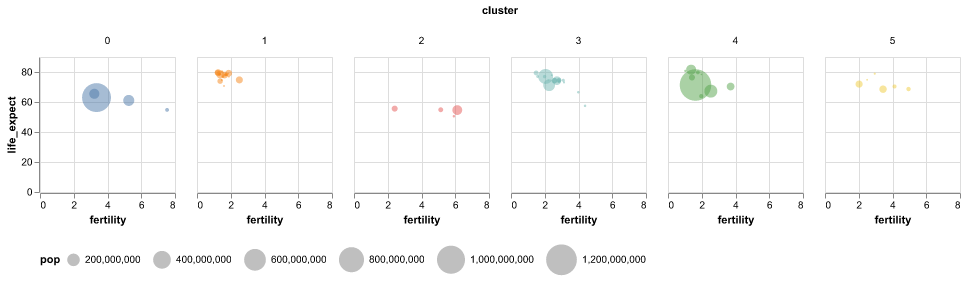 cluster
0 1 2 3 4 5
life_expect
80
60
40
20
0
0 2 4 6 8 0 2 4 6 8 0 2 4 6 8 0 2 4 6 8 0 2 4 6 8 0 2 4 6 8
fertility fertility fertility fertility fertility fertility
pop 200,000,000 400,000,000 600,000,000 800,000,000 1,000,000,000 1,200,000,000